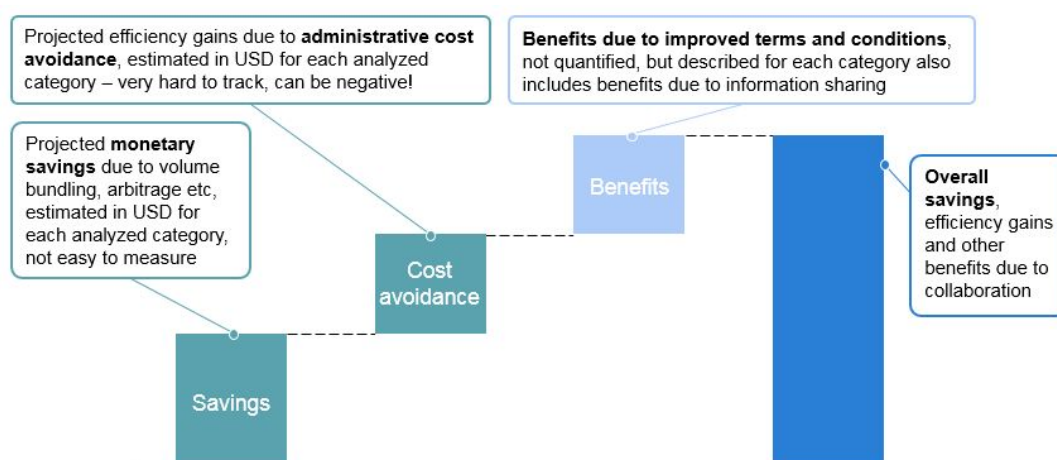 Projected efficiency gains due to administrative cost
avoidance, estimated in USD for each analyzed
category – very hard to track, can be negative!
Benefits due to improved terms and conditions,
not quantified, but described for each category also
includes benefits due to information sharing
Projected monetary
savings due to volume
bundling, arbitrage etc,
estimated in USD for
each analyzed category,
not easy to measure
Overall
savings,
efficiency gains
and other
benefits due to
collaboration
Benefits
Cost
avoidance
Savings